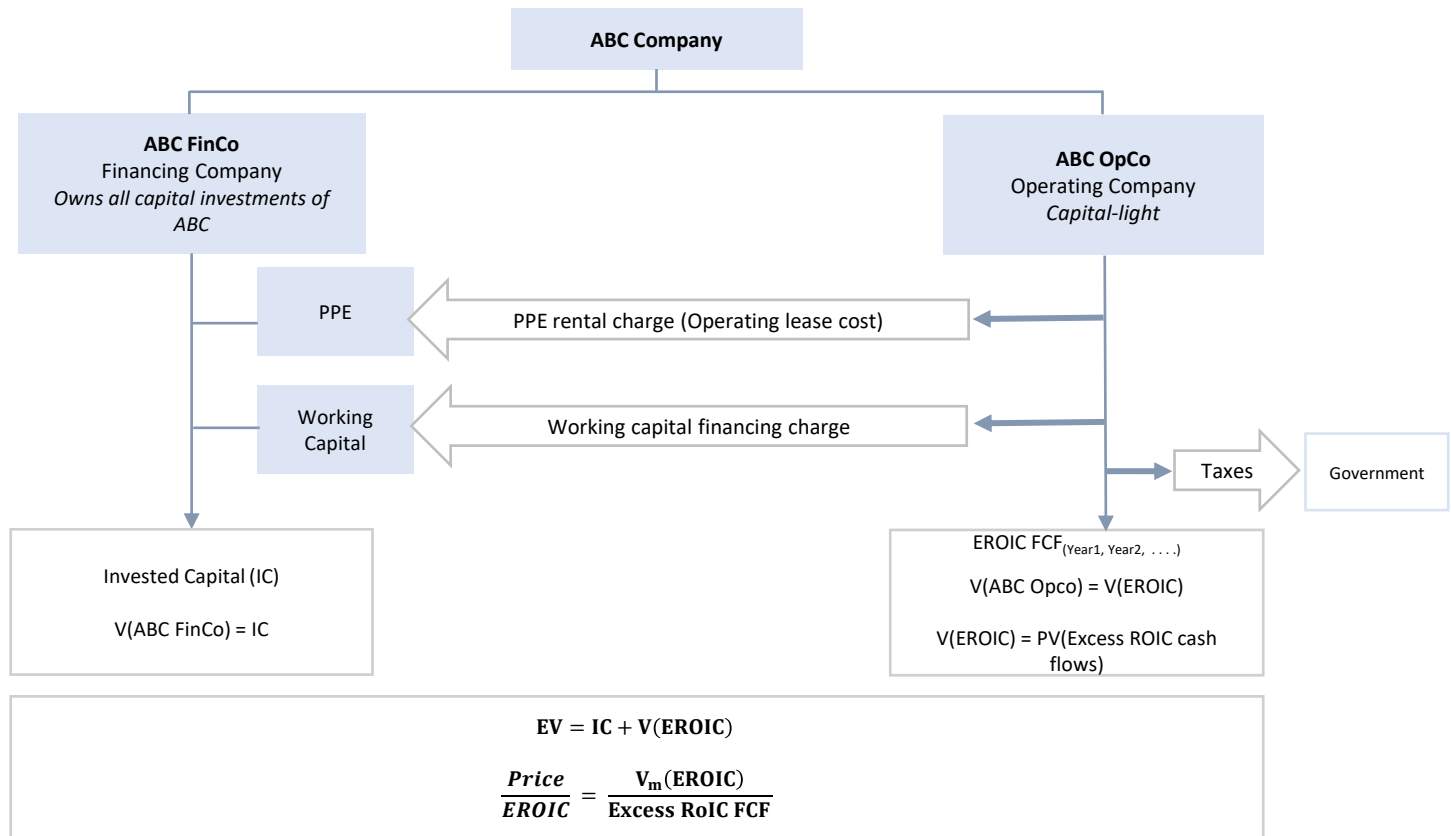 ABC Company
ABC FinCo
Financing Company
Owns all capital investments of
ABC
ABC OpCo
Operating Company
Capital-light
PPE
PPE rental charge (Operating lease cost)
Working
Capital
Working capital financing charge
Taxes
Government
Invested Capital (IC)
V(ABC FinCo) = IC
EROIC FCF(Year1, Year2, . . . .)
V(ABC Opco) = V(EROIC)
V(EROIC) = PV(Excess ROIC cash
flows)
EV = IC + V(EROIC)
Price/EROIC = Vm(EROIC)/Excess RoIC FCF